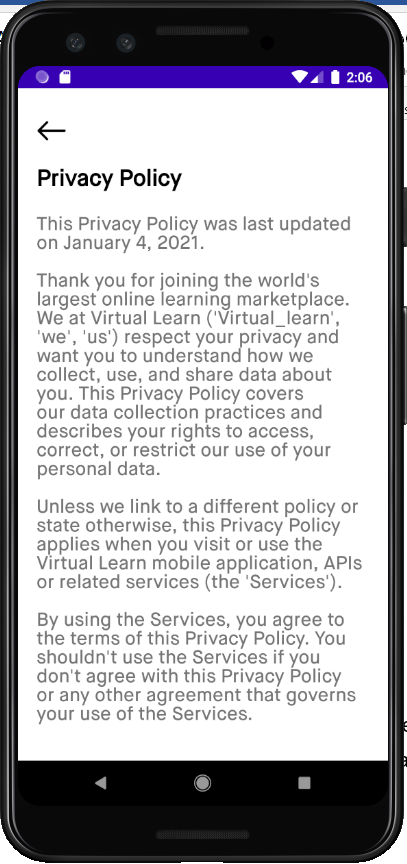 2:06
Privacy Policy
This Privacy Policy was last updated
on January 4, 2021.
Thank you for joining the world's
largest online learning marketplace.
We at Virtual Learn ('Virtual_learn',
'we', 'us') respect your privacy and
want you to understand how we
collect, use, and share data about
you. This Privacy Policy covers
our data collection practices and
describes your rights to access,
correct, or restrict our use of your
personal data.
Unless we link to a different policy or
state otherwise, this Privacy Policy
applies when you visit or use the
Virtual Learn mobile application, APIs
or related services (the 'Services').
By using the Services, you agree to
the terms of this Privacy Policy. You
shouldn't use the Services if you
don't agree with this Privacy Policy
or any other agreement that governs
your use of the Services.